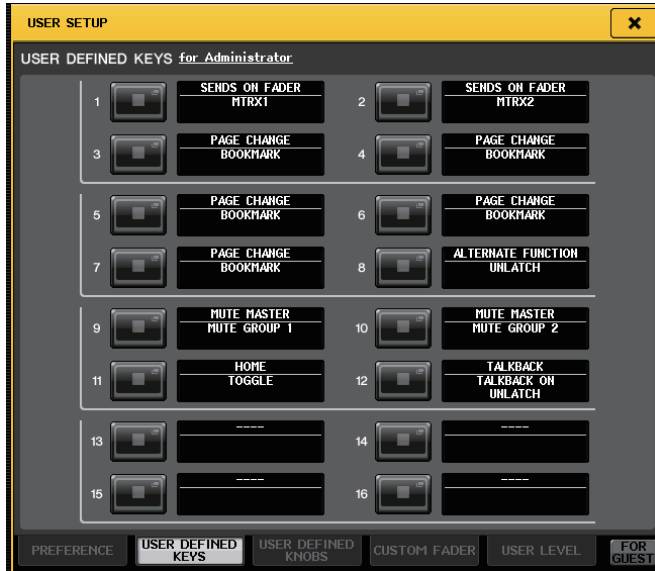 USER SETUP
USER DEFINED KEYS for Administrator
1 SENDS ON FADER
MTRX1
2 SENDS ON FADER
MTRX2
3 PAGE CHANGE
BOOKMARK
4 PAGE CHANGE
BOOKMARK
5 PAGE CHANGE
BOOKMARK
6 PAGE CHANGE
BOOKMARK
7 PAGE CHANGE
BOOKMARK
8 ALTERNATE FUNCTION
UNLATCH
9 MUTE MASTER
MUTE GROUP 1
10 MUTE MASTER
MUTE GROUP 2
11 HOME
TOGGLE
12 TALKBACK
TALKBACK ON
UNLATCH
13 ----
14 ----
15 ----
16 ----
PREFERENCE
USER DEFINED
KEYS
USER DEFINED
KNOBS
CUSTOM FADER
USER LEVEL
FOR
GUEST